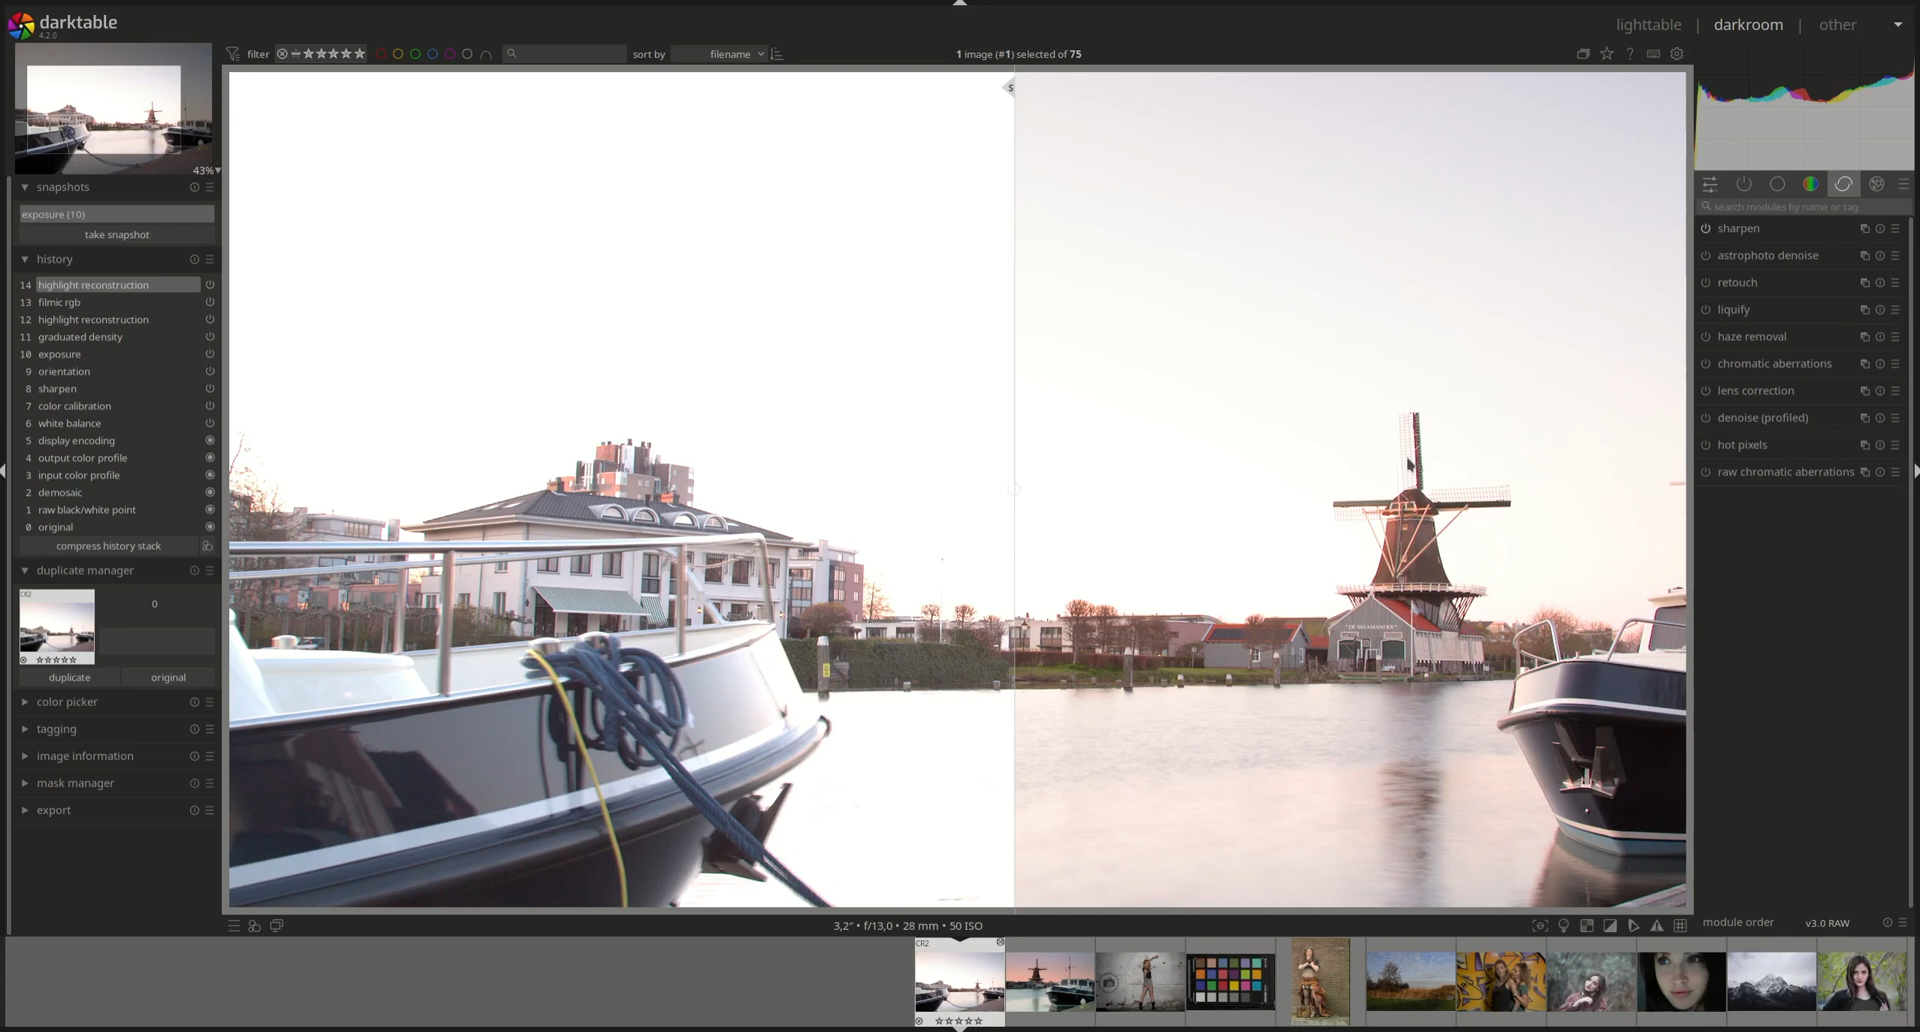 darktable
4.2.0
lighttable | darkroom | other
filter
sort by filename
1 image (#1) selected of 75
43%
snapshots
exposure (10)
take snapshot
history
14 highlight reconstruction
13 filmic rgb
12 highlight reconstruction
11 graduated density
10 exposure
9 orientation
8 sharpen
7 color calibration
6 white balance
5 display encoding
4 output color profile
3 input color profile
2 demosaic
1 raw black/white point
0 original
compress history stack
duplicate manager
CR2
0
duplicate
original
color picker
tagging
image information
mask manager
export
S
"DE SALAMANDER"
search modules by name or tag
sharpen
astrophoto denoise
retouch
liquify
haze removal
chromatic aberrations
lens correction
denoise (profiled)
hot pixels
raw chromatic aberrations
3,2" • f/13,0 • 28 mm • 50 ISO
module order v3.0 RAW
CR2